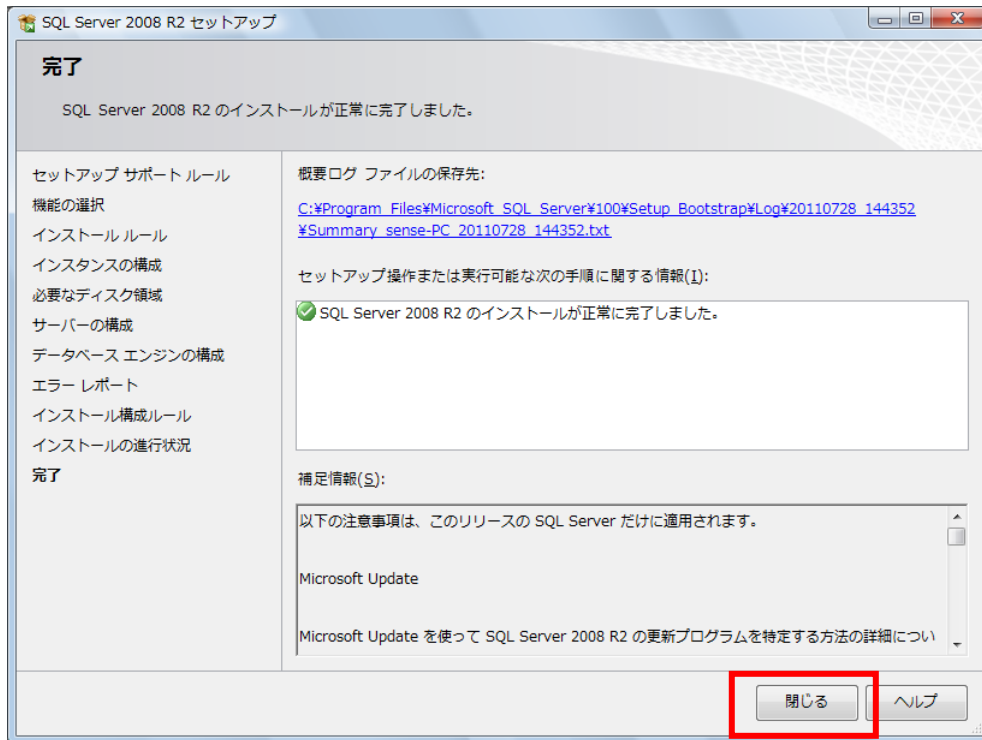 SQL Server 2008 R2 セットアップ
完了
SQL Server 2008 R2 のインストールが正常に完了しました。
セットアップ サポート ルール
機能の選択
インストール ルール
インスタンスの構成
必要なディスク領域
サーバーの構成
データベース エンジンの構成
エラー レポート
インストール構成ルール
インストールの進行状況
完了
概要ログ ファイルの保存先:
C:¥Program Files¥Microsoft SQL Server¥100¥Setup Bootstrap¥Log¥20110728_144352
¥Summary_sense-PC_20110728_144352.txt
セットアップ操作または実行可能な次の手順に関する情報(I):
SQL Server 2008 R2 のインストールが正常に完了しました。
補足情報(S):
以下の注意事項は、このリリースの SQL Server だけに適用されます。
Microsoft Update
Microsoft Update を使って SQL Server 2008 R2 の更新プログラムを特定する方法の詳細につい
閉じる
ヘルプ